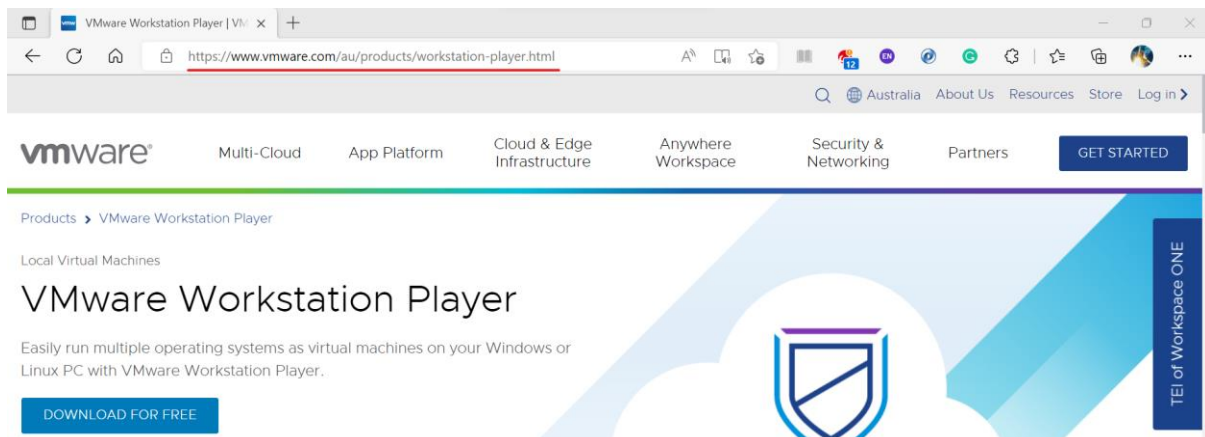 VMware Workstation Player | VM
https://www.vmware.com/au/products/workstation-player.html
12
EN
Australia About Us Resources Store Log in
vmware®
Multi-Cloud
App Platform
Cloud & Edge
Infrastructure
Anywhere
Workspace
Security &
Networking
Partners
GET STARTED
Products > VMware Workstation Player
Local Virtual Machines
VMware Workstation Player
Easily run multiple operating systems as virtual machines on your Windows or
Linux PC with VMware Workstation Player.
DOWNLOAD FOR FREE
TEI of Workspace ONE